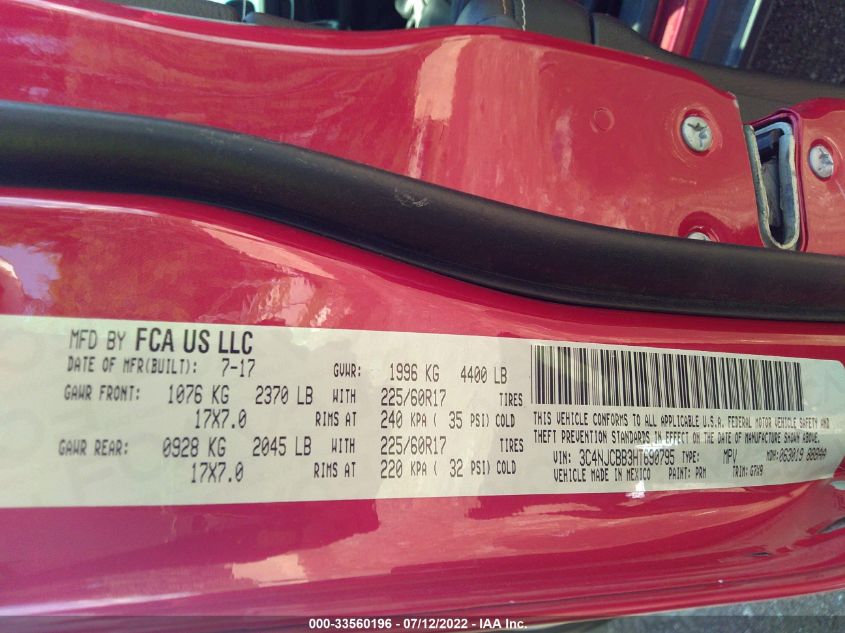 MFD BY FCA US LLC
DATE OF MFR(BUILT): 7-17 GVWR: 1996 KG 4400 LB
GAWR FRONT: 1076 KG 2370 LB WITH 225/60R17 TIRES
17X7.0 RIMS AT 240 KPA ( 35 PSI) COLD
GAWR REAR: 0928 KG 2045 LB WITH 225/60R17 TIRES
17X7.0 RIMS AT 220 KPA ( 32 PSI) COLD
THIS VEHICLE CONFORMS TO ALL APPLICABLE U.S.A. FEDERAL MOTOR VEHICLE SAFETY AND
THEFT PREVENTION STANDARDS IN EFFECT ON THE DATE OF MANUFACTURE SHOWN ABOVE.
VIN: 3C4NJCBB3HT690795 TYPE: MPV MDH: 063019 888AA
VEHICLE MADE IN MEXICO PAINT: PRM TRIM: G7X9
000-33560196 - 07/12/2022 - IAA Inc.